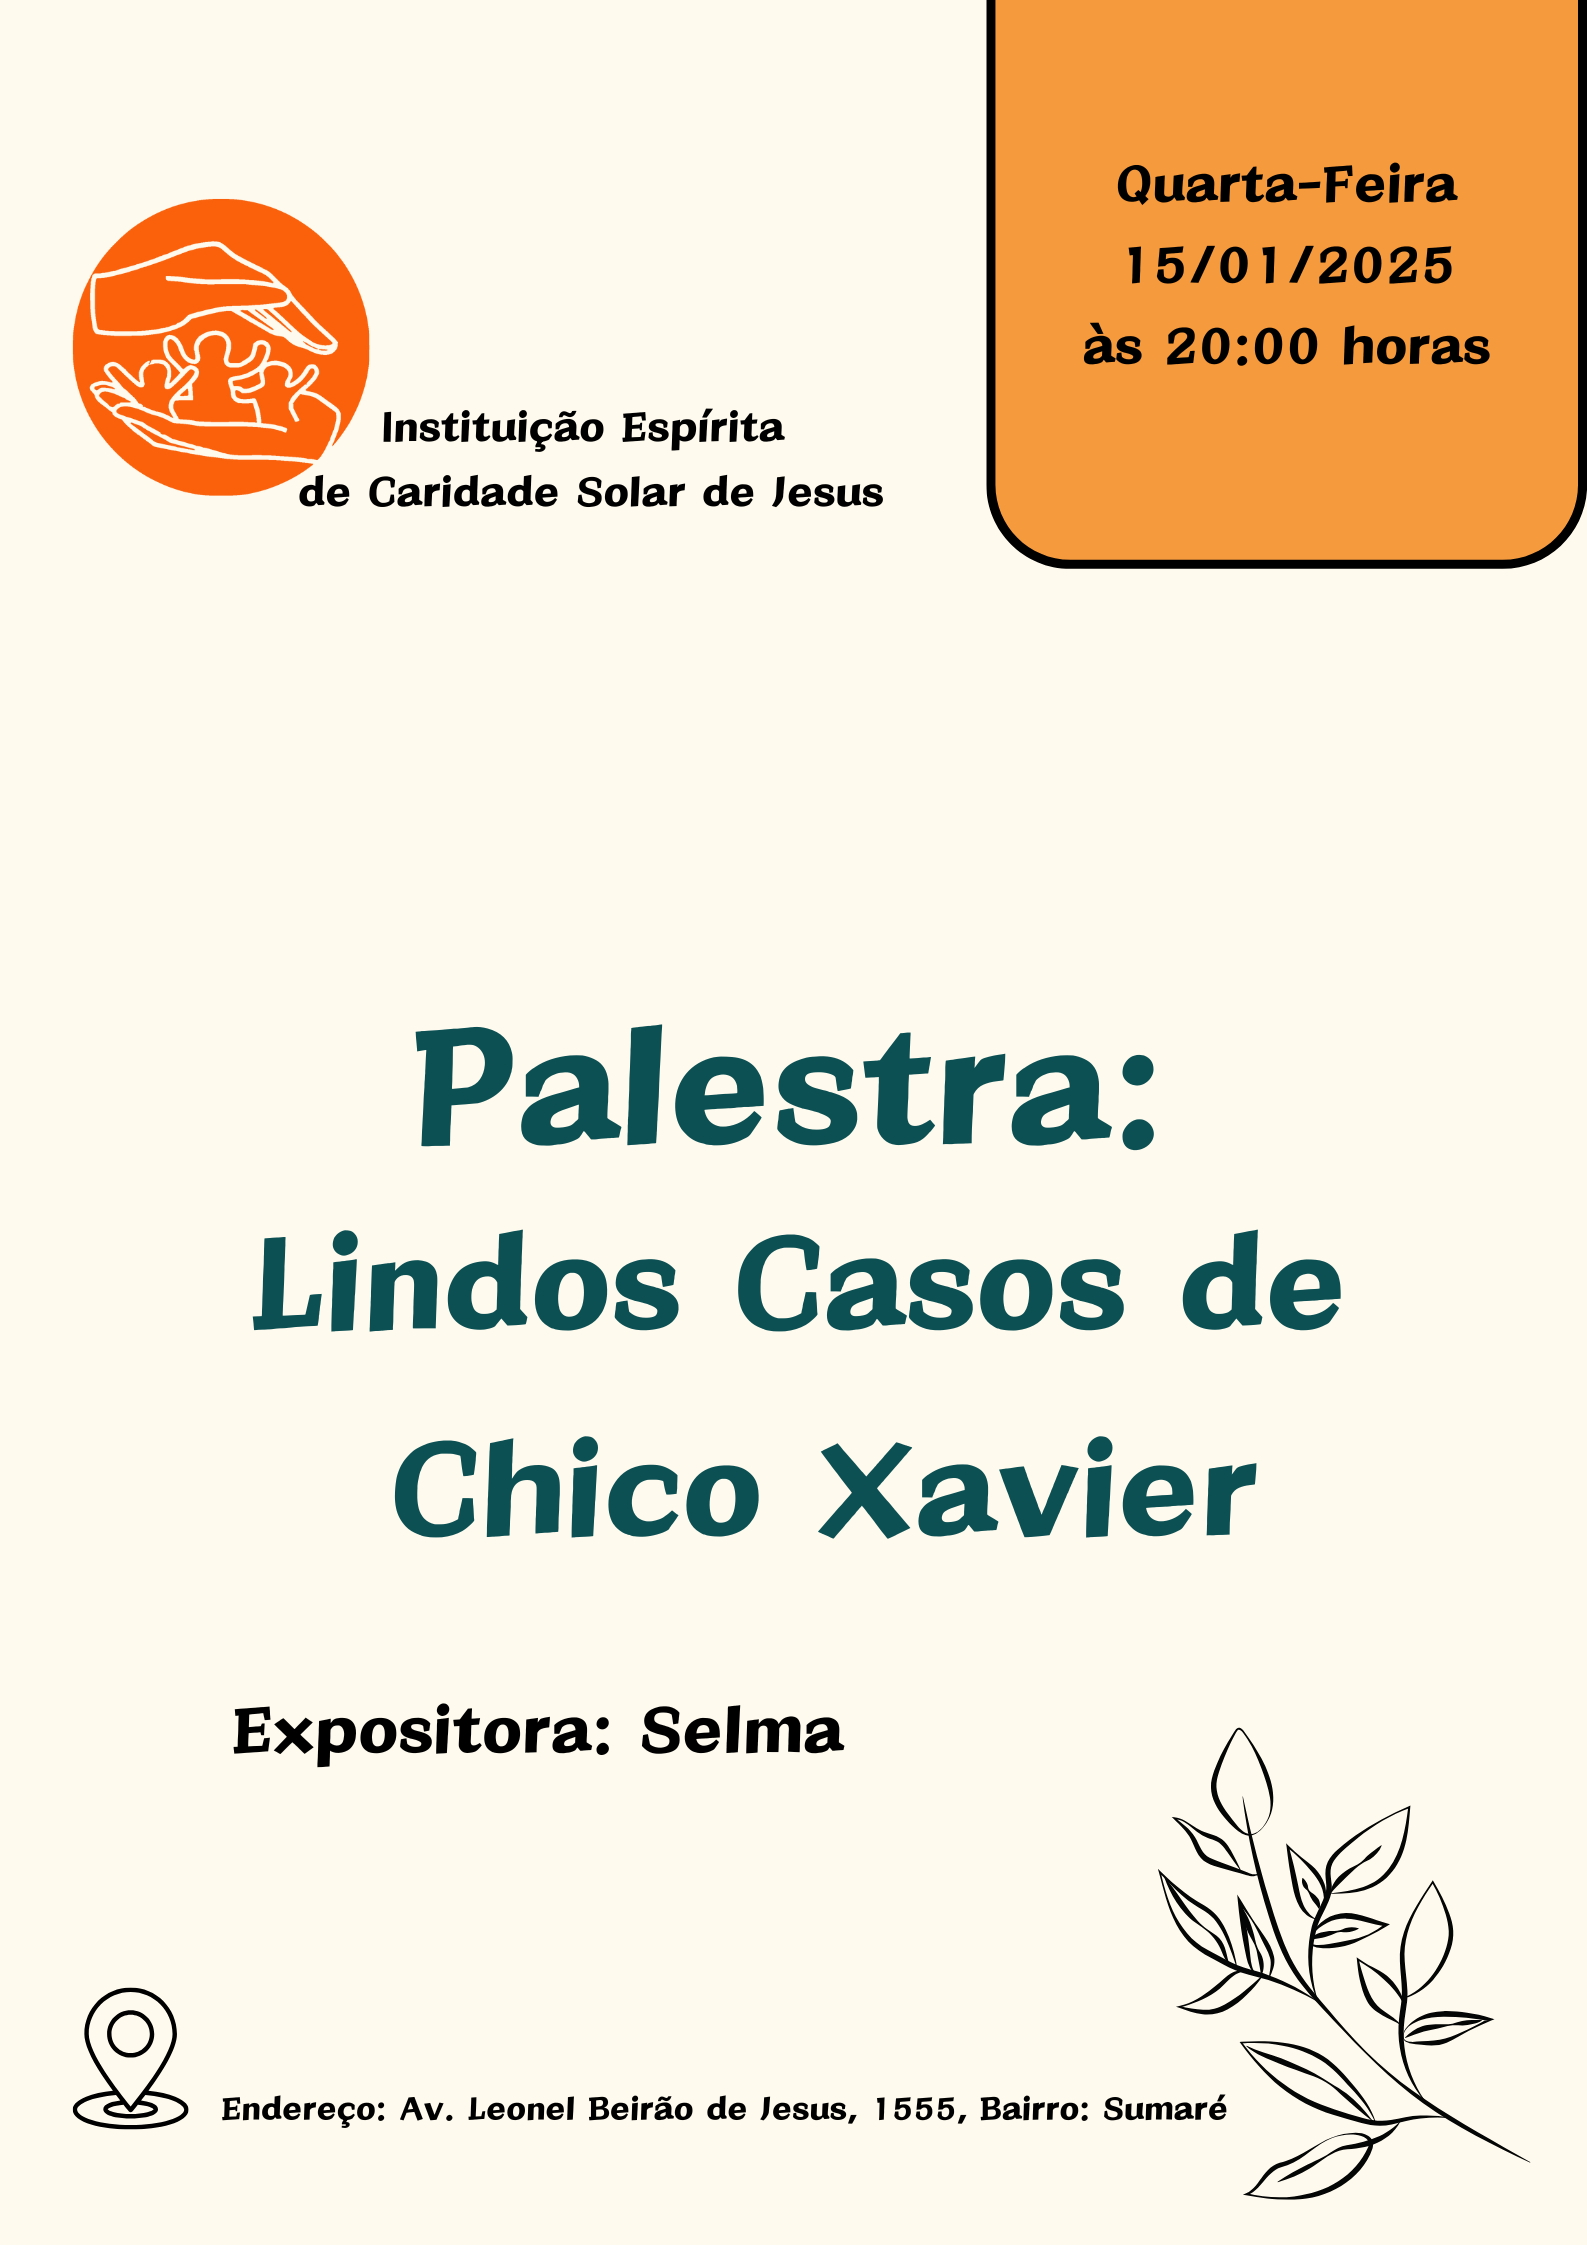 Quarta-Feira
15/01/2025
às 20:00 horas
Instituição Espírita
de Caridade Solar de Jesus
Palestra:
Lindos Casos de
Chico Xavier
Expositora: Selma
Endereço: Av. Leonel Beirão de Jesus, 1555, Bairro: Sumaré